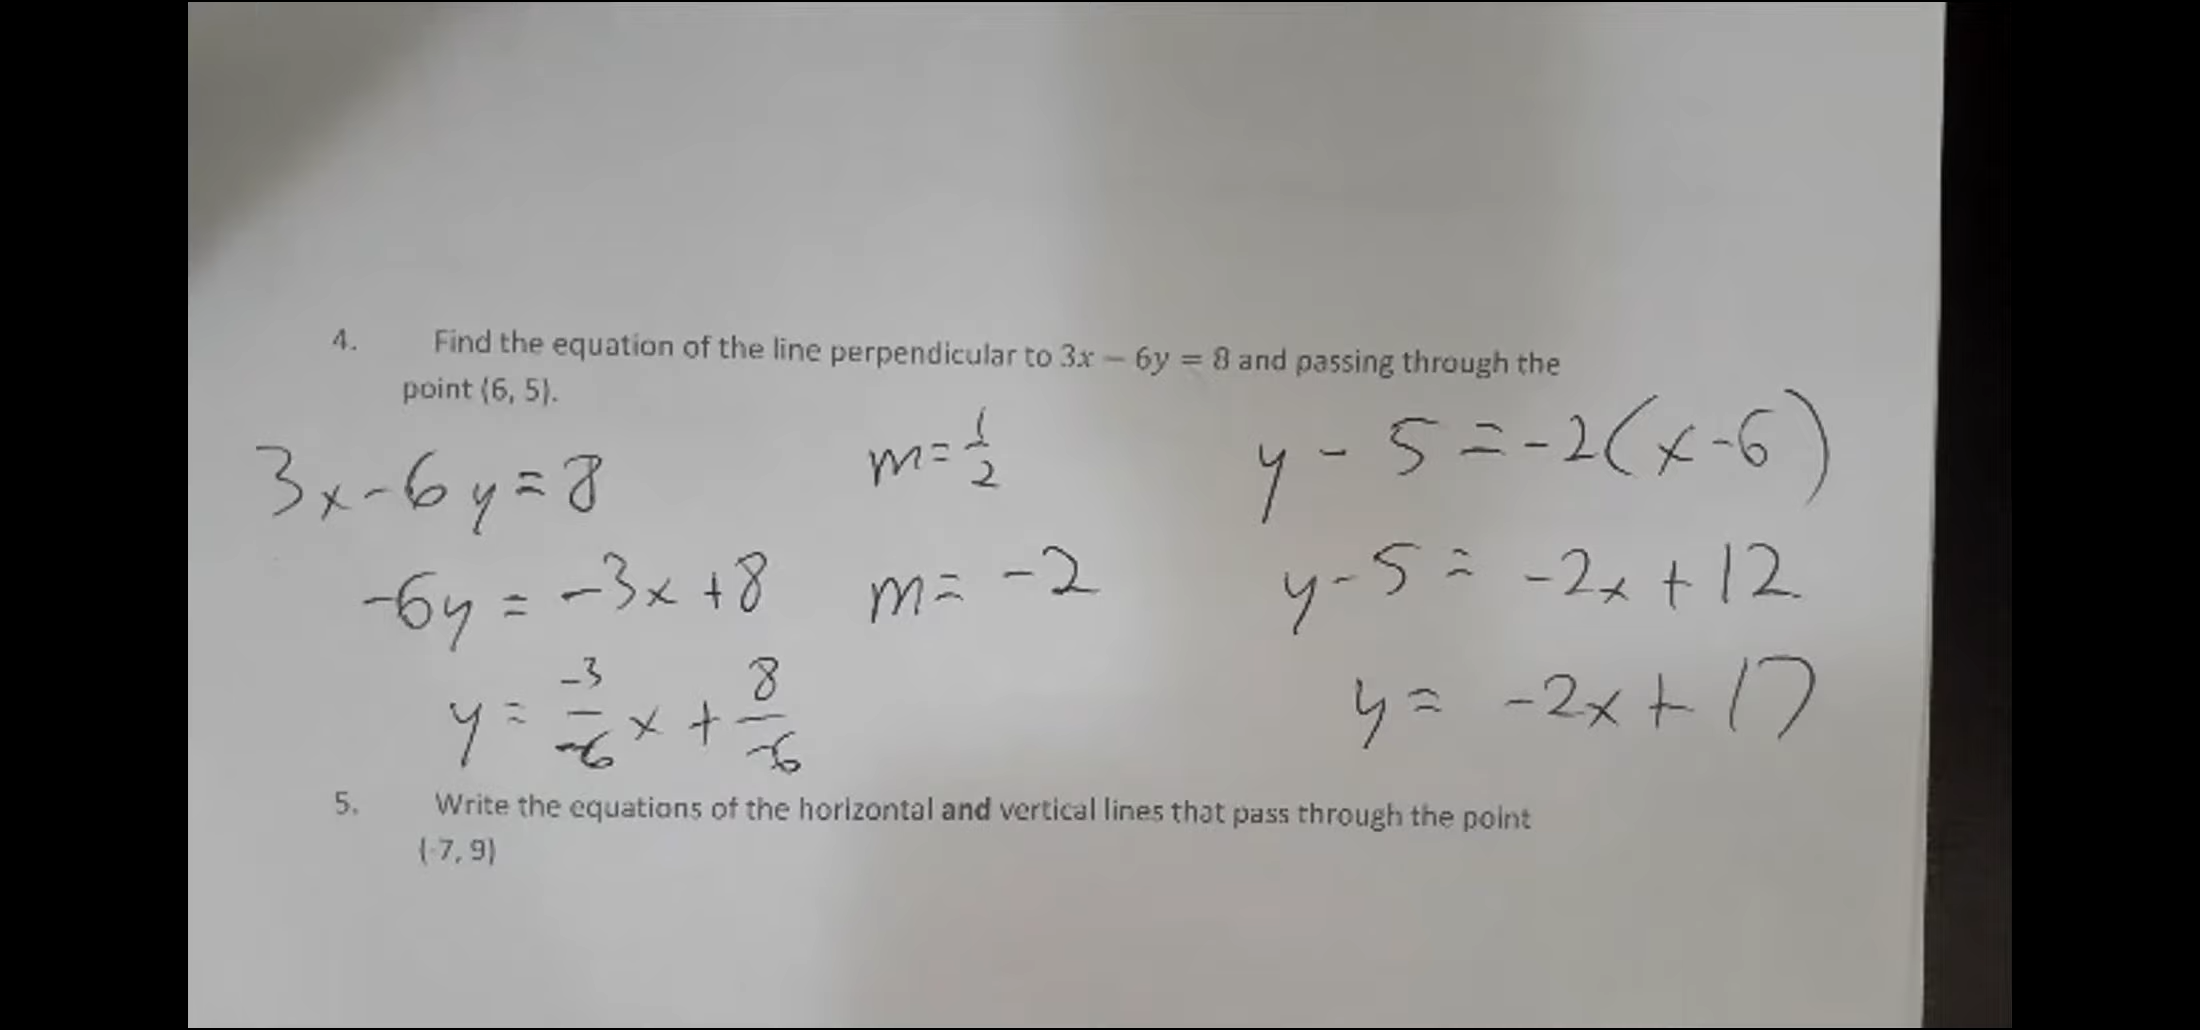 4. Find the equation of the line perpendicular to 3x – 6y = 8 and passing through the
point (6, 5).
3x-6y=8
-6y = -3x+8
y = -3/-6 x + 8/-6
m=1/2
m= -2
y - 5 = -2(x-6)
y-5 = -2x + 12
y = -2x + 17
5. Write the equations of the horizontal and vertical lines that pass through the point
(-7, 9)